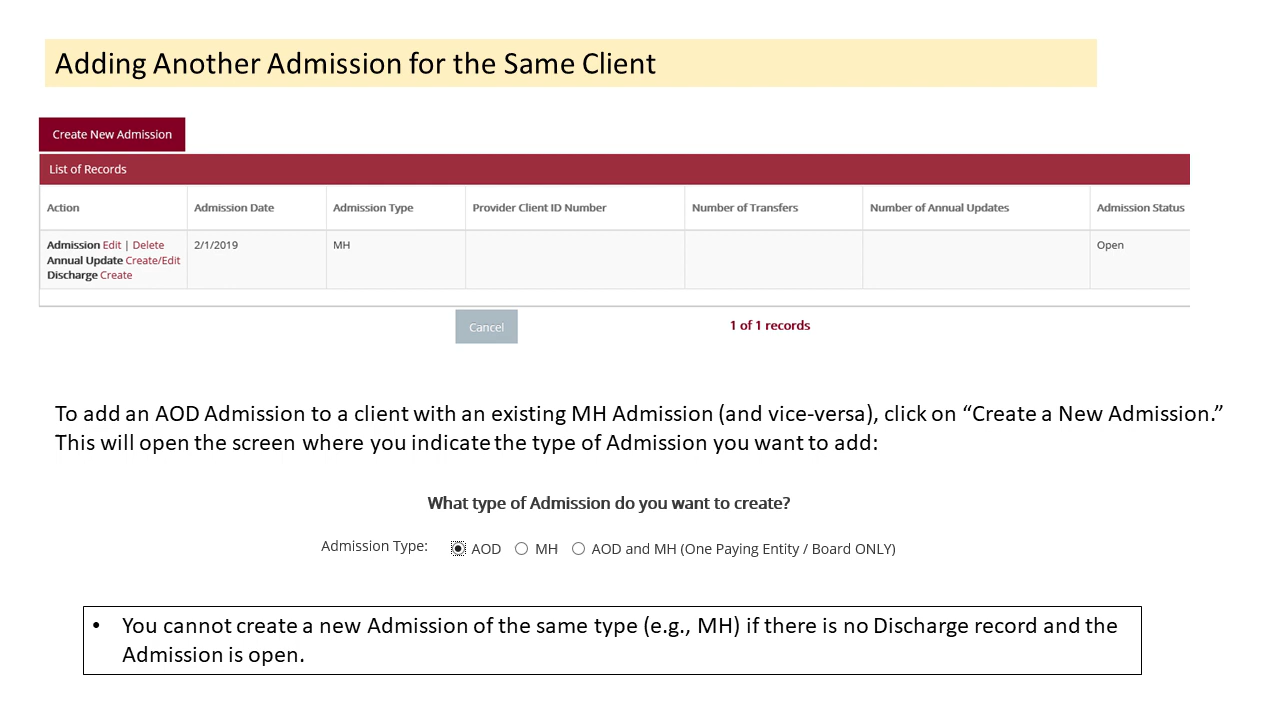 Adding Another Admission for the Same Client
Create New Admission
List of Records
Action Admission Date Admission Type Provider Client ID Number Number of Transfers Number of Annual Updates Admission Status
Admission Edit | Delete 2/1/2019 MH Open
Annual Update Create/Edit
Discharge Create
Cancel 1 of 1 records
To add an AOD Admission to a client with an existing MH Admission (and vice-versa), click on “Create a New Admission.”
This will open the screen where you indicate the type of Admission you want to add:
What type of Admission do you want to create?
Admission Type: AOD MH AOD and MH (One Paying Entity / Board ONLY)
• You cannot create a new Admission of the same type (e.g., MH) if there is no Discharge record and the
Admission is open.